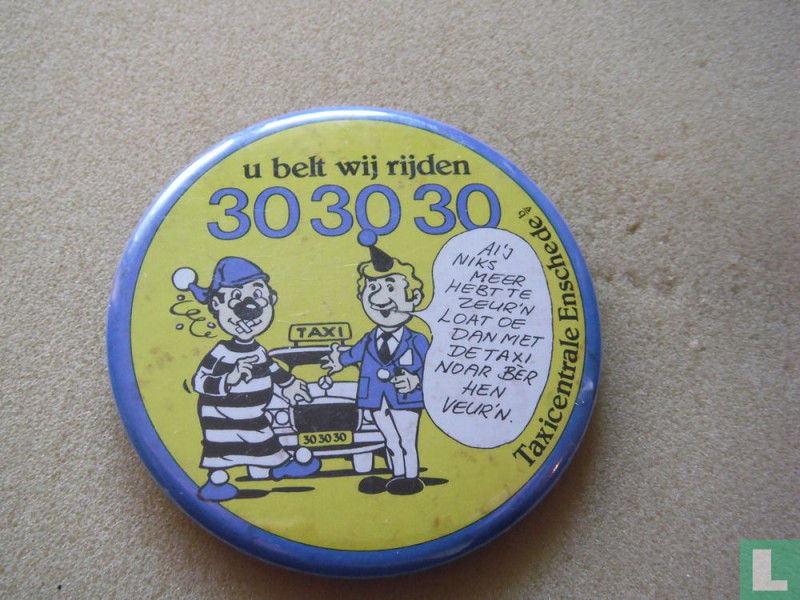 u belt wij rijden
30 30 30
Taxicentrale Enschede
AI'J
NIKS
MEER
HEBT TE
ZEUR'N
LOAT OE
DAN MET
DE TAXI
NOAR BÈR
HEN
VEUR'N.
TAXI
30 30 30
L